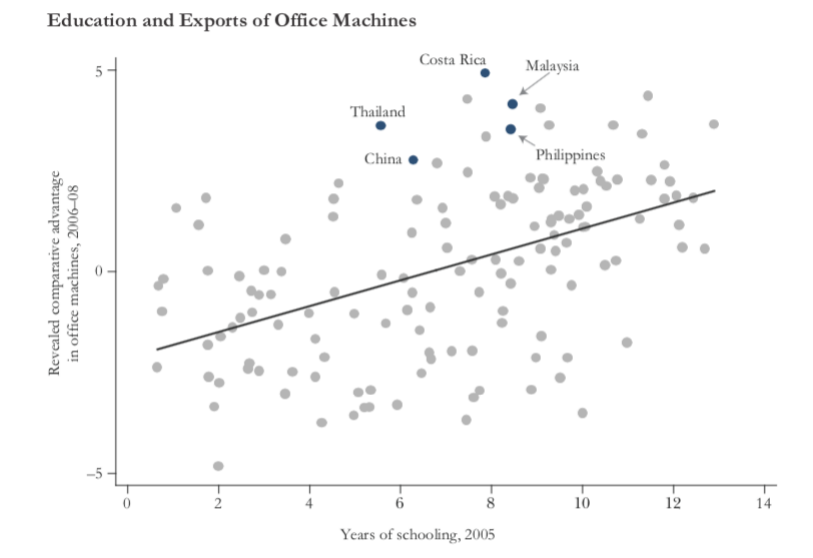 Education and Exports of Office Machines
Costa Rica
Malaysia
Thailand
China
Philippines
Revealed comparative advantage
in office machines, 2006–08
5
0
–5
0 2 4 6 8 10 12 14
Years of schooling, 2005